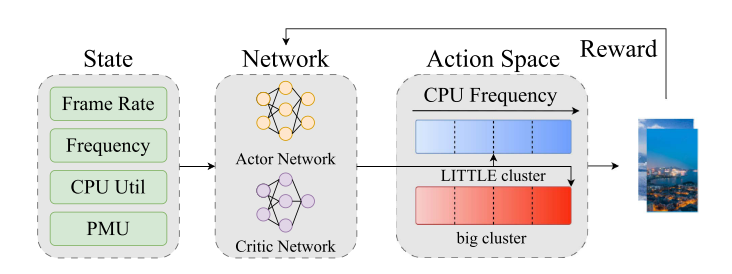 State
Frame Rate
Frequency
CPU Util
PMU
Network
Actor Network
Critic Network
Action Space
CPU Frequency
LITTLE cluster
big cluster
Reward